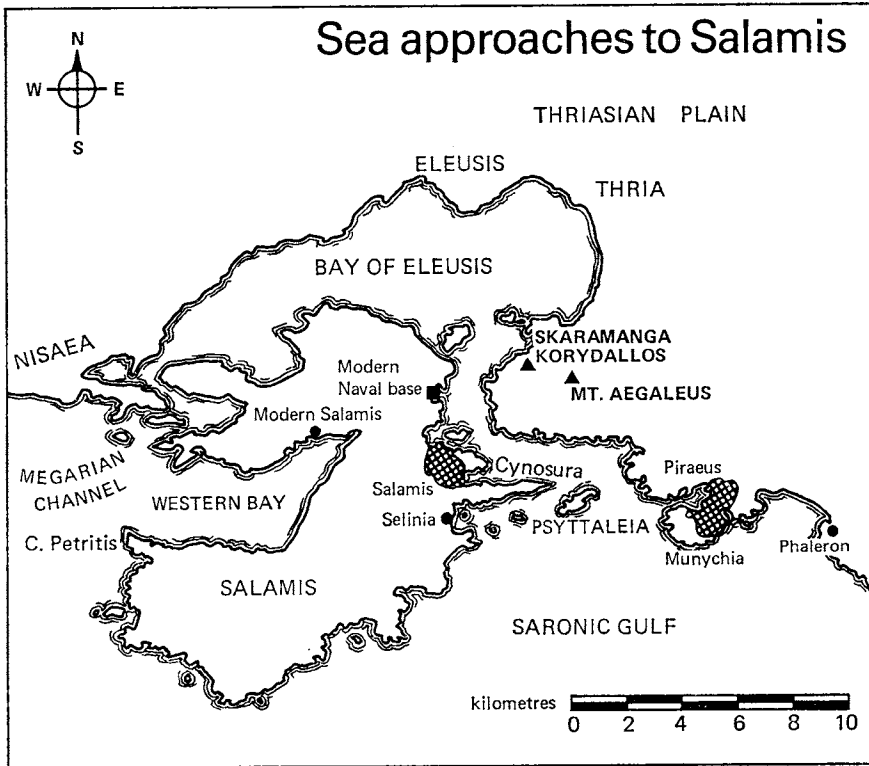 Sea approaches to Salamis
N
W E
S
THRIASIAN PLAIN
ELEUSIS
THRIA
BAY OF ELEUSIS
SKARAMANGA
KORYDALLOS
MT. AEGALEUS
NISAEA
Modern
Naval base
Modern Salamis
MEGARIAN
CHANNEL
WESTERN BAY
Salamis
Cynosura
Piraeus
Selinia
PSYTTALEIA
C. Petritis
Munychia
Phaleron
SALAMIS
SARONIC GULF
kilometres
0 2 4 6 8 10